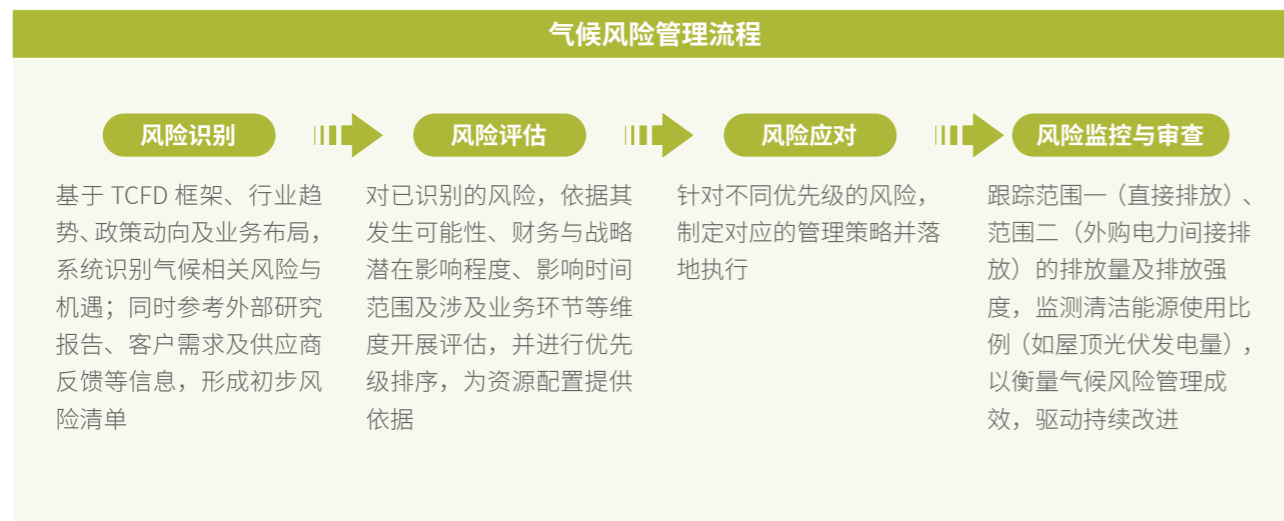 气候风险管理流程
风险识别
基于 TCFD 框架、行业趋
势、政策动向及业务布局，
系统识别气候相关风险与
机遇；同时参考外部研究
报告、客户需求及供应商
反馈等信息，形成初步风
险清单
风险评估
对已识别的风险，依据其
发生可能性、财务与战略
潜在影响程度、影响时间
范围及涉及业务环节等维
度开展评估，并进行优先
级排序，为资源配置提供
依据
风险应对
针对不同优先级的风险，
制定对应的管理策略并落
地执行
风险监控与审查
跟踪范围一（直接排放）、
范围二（外购电力间接排
放）的排放量及排放强
度，监测清洁能源使用比
例（如屋顶光伏发电量），
以衡量气候风险管理成
效，驱动持续改进